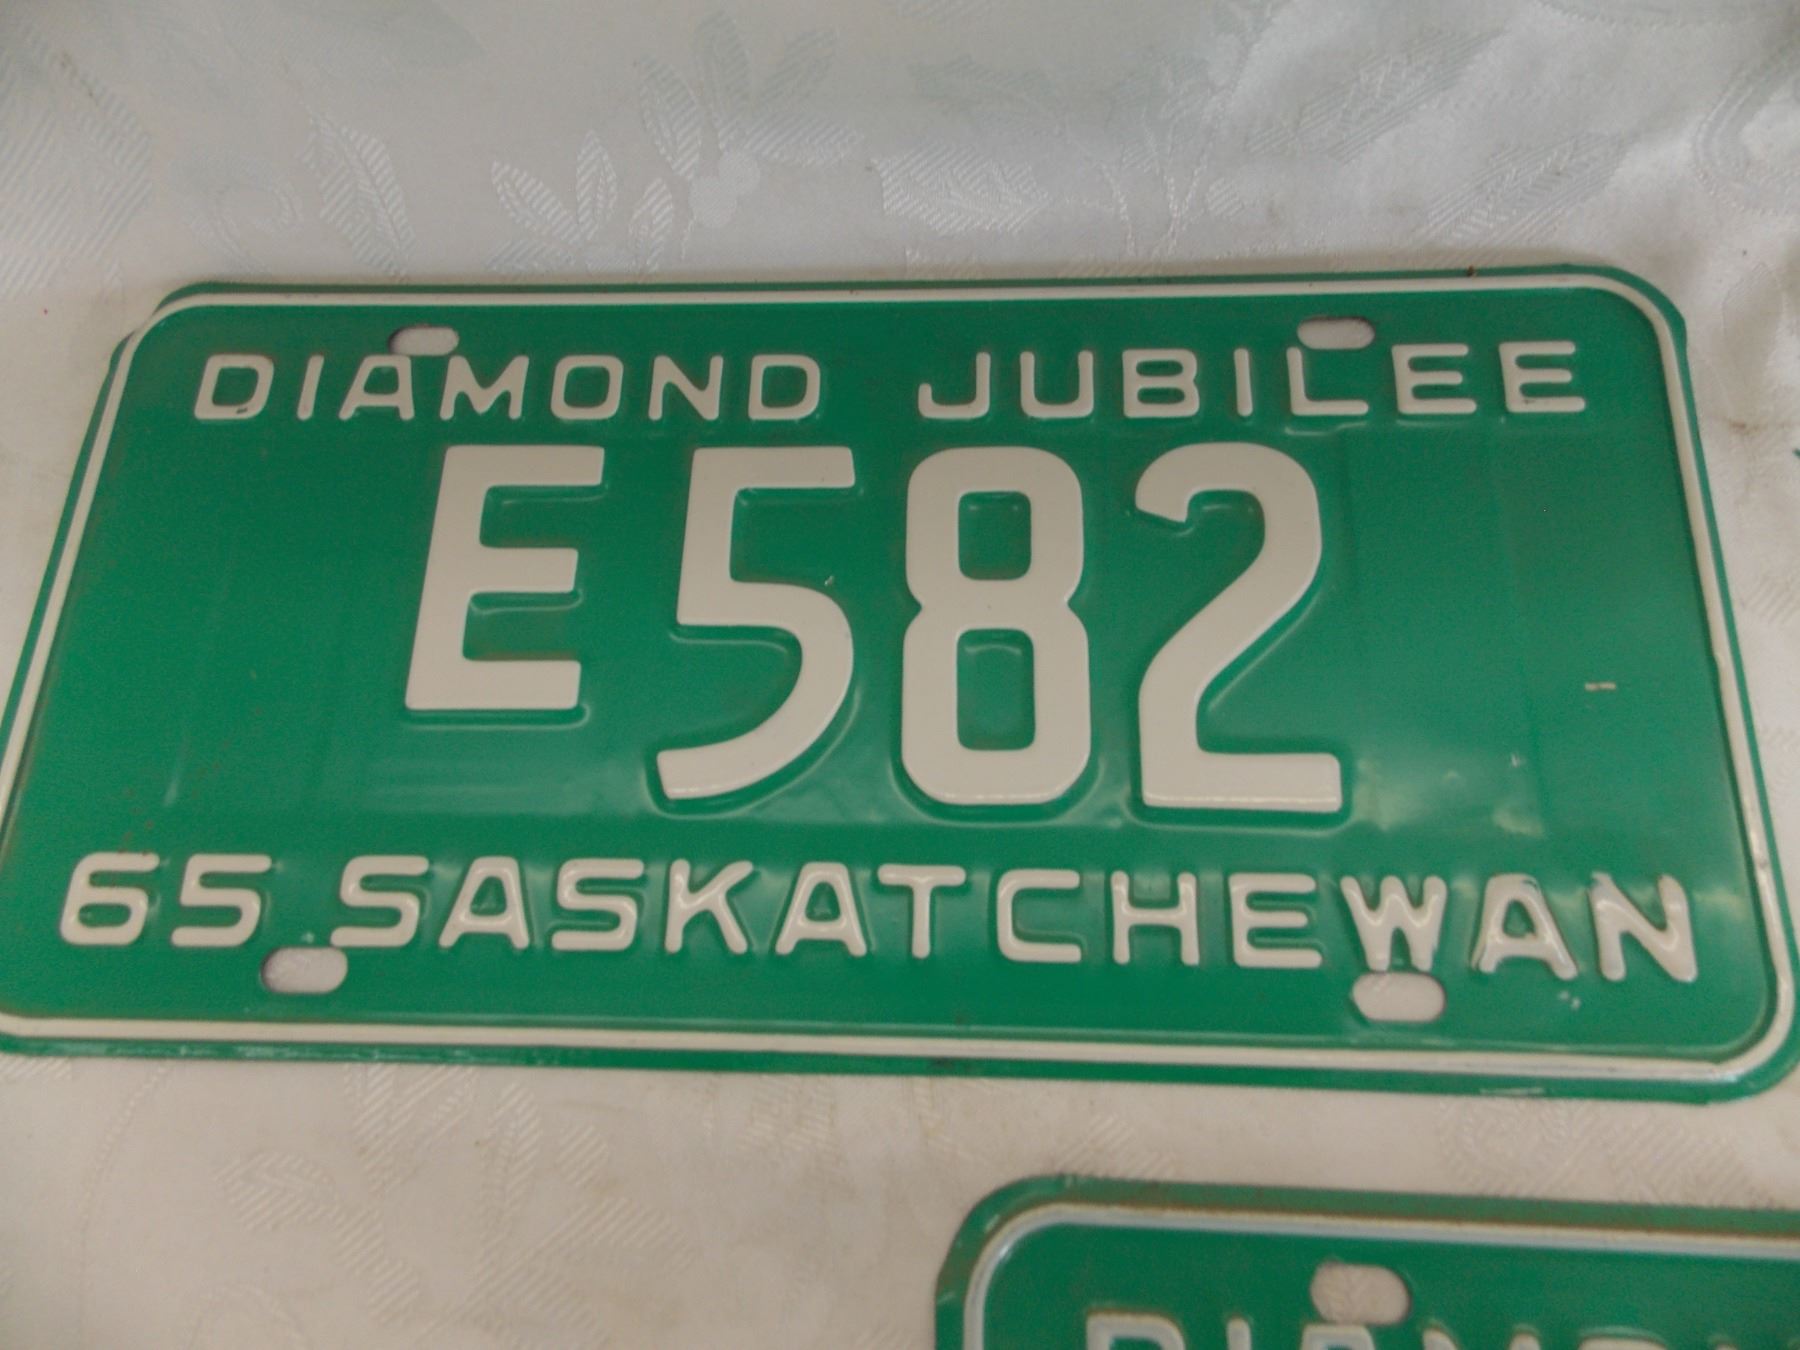 DIAMOND JUBILEE
E582
65 SASKATCHEWAN